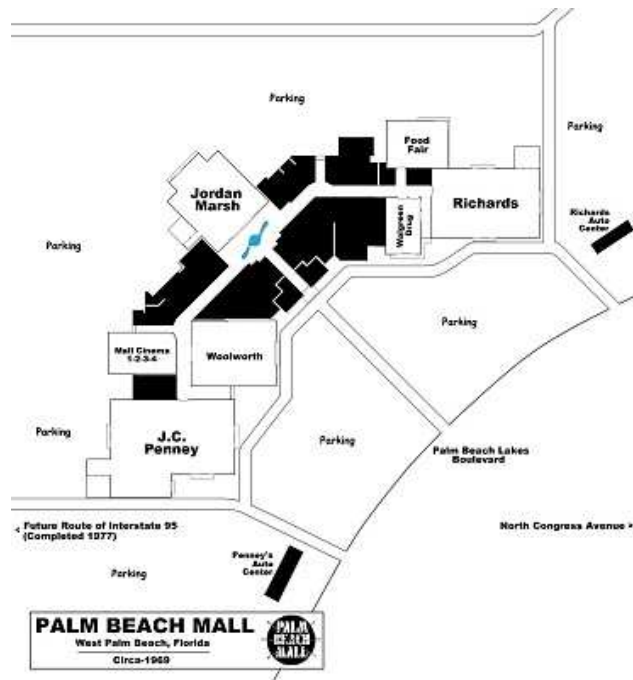 Parking
Parking
Food
Fair
Jordan
Marsh
Richards
Walgreen
Drug
Richards
Auto
Center
Parking
Parking
Mall Cinema
1-2-3-4
Woolworth
J.C.
Penney
Parking
Parking
Palm Beach Lakes
Boulevard
< Future Route of Interstate 95
(Completed 1977)
North Congress Avenue >
Penney's
Auto
Center
Parking
PALM BEACH MALL
West Palm Beach, Florida
Circa-1969
PALM
BEACH
MALL